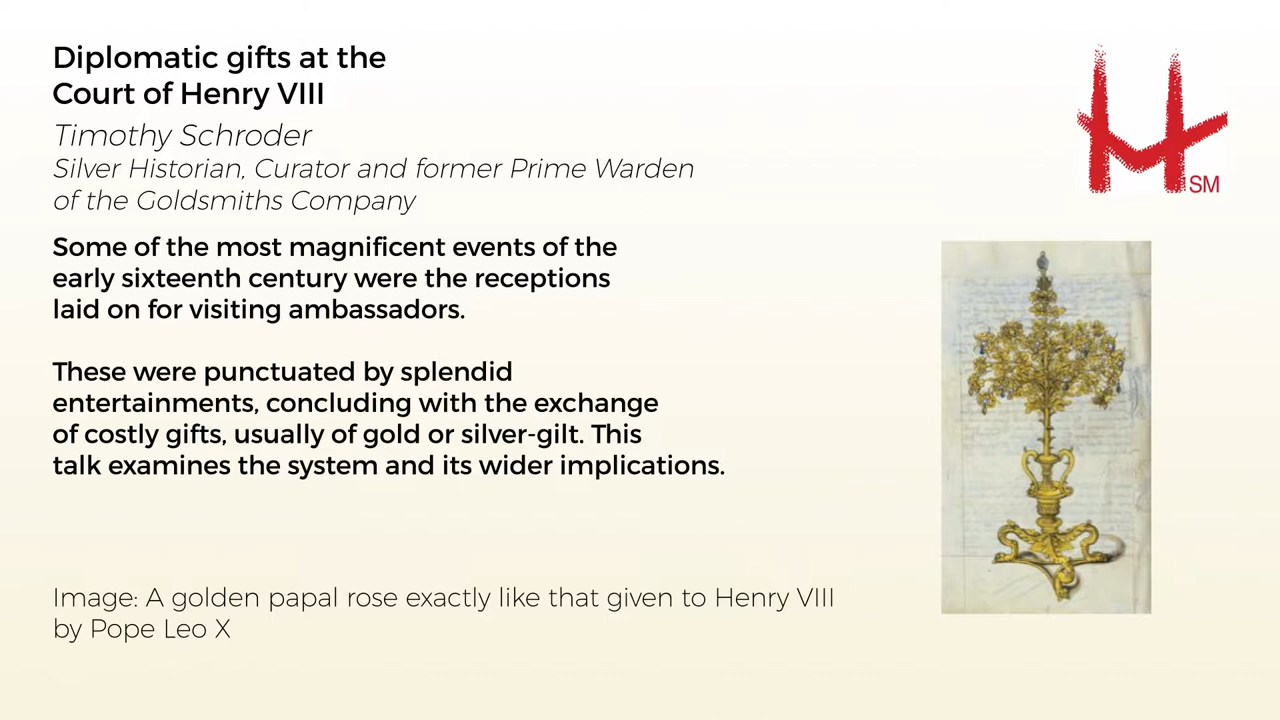 Diplomatic gifts at the
Court of Henry VIII
Timothy Schroder
Silver Historian, Curator and former Prime Warden
of the Goldsmiths Company
SM
Some of the most magnificent events of the
early sixteenth century were the receptions
laid on for visiting ambassadors.
These were punctuated by splendid
entertainments, concluding with the exchange
of costly gifts, usually of gold or silver-gilt. This
talk examines the system and its wider implications.
Image: A golden papal rose exactly like that given to Henry VIII
by Pope Leo X